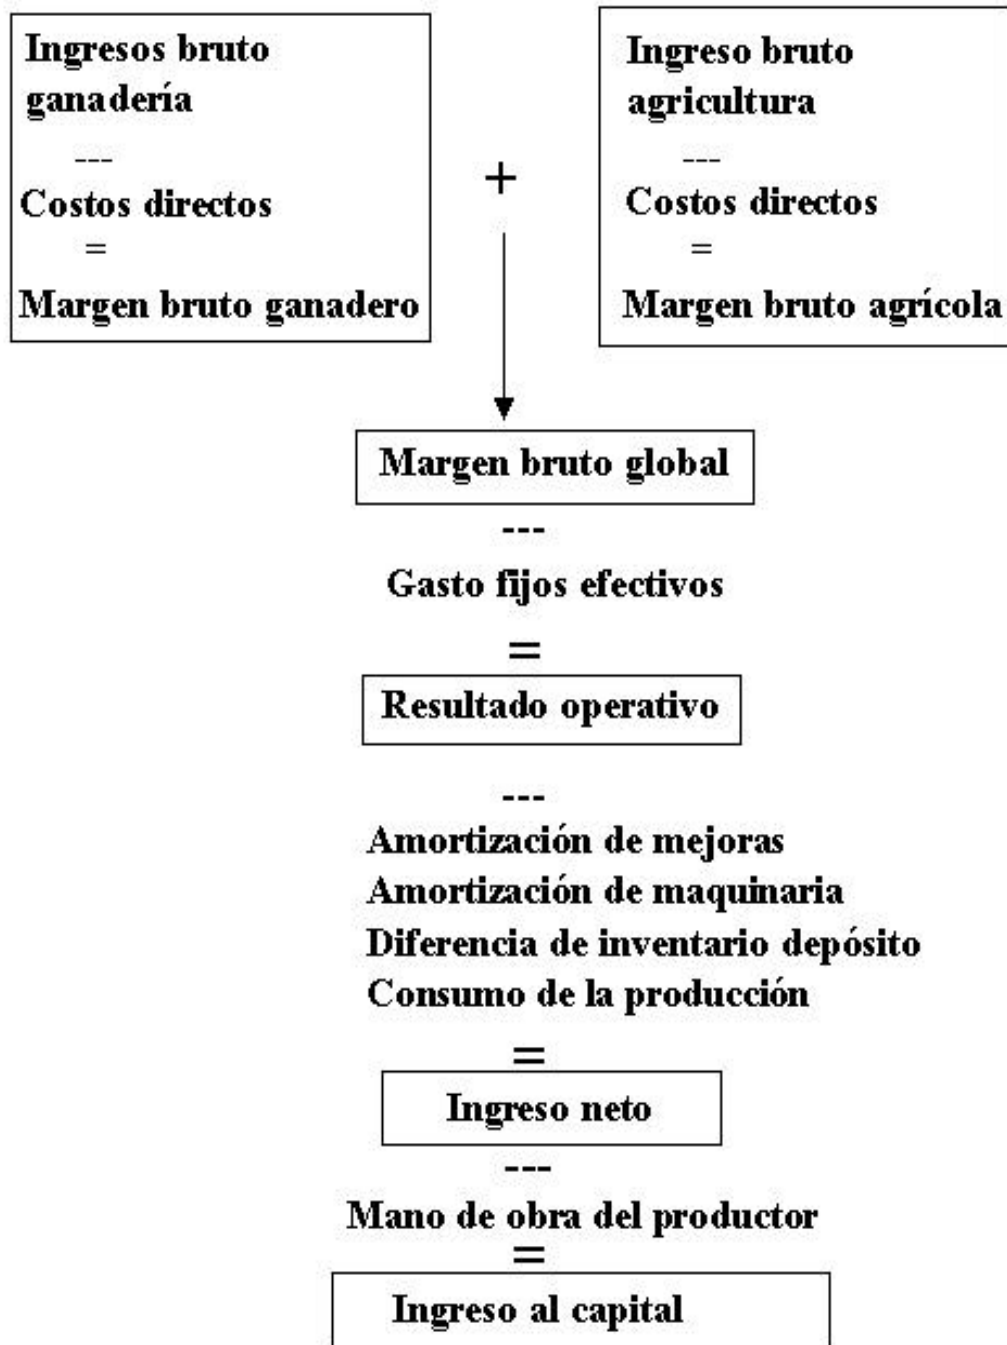 Ingresos bruto
ganadería
---
Costos directos
=
Margen bruto ganadero
+
Ingreso bruto
agricultura
---
Costos directos
=
Margen bruto agrícola
Margen bruto global
---
Gasto fijos efectivos
=
Resultado operativo
---
Amortización de mejoras
Amortización de maquinaria
Diferencia de inventario depósito
Consumo de la producción
=
Ingreso neto
---
Mano de obra del productor
=
Ingreso al capital